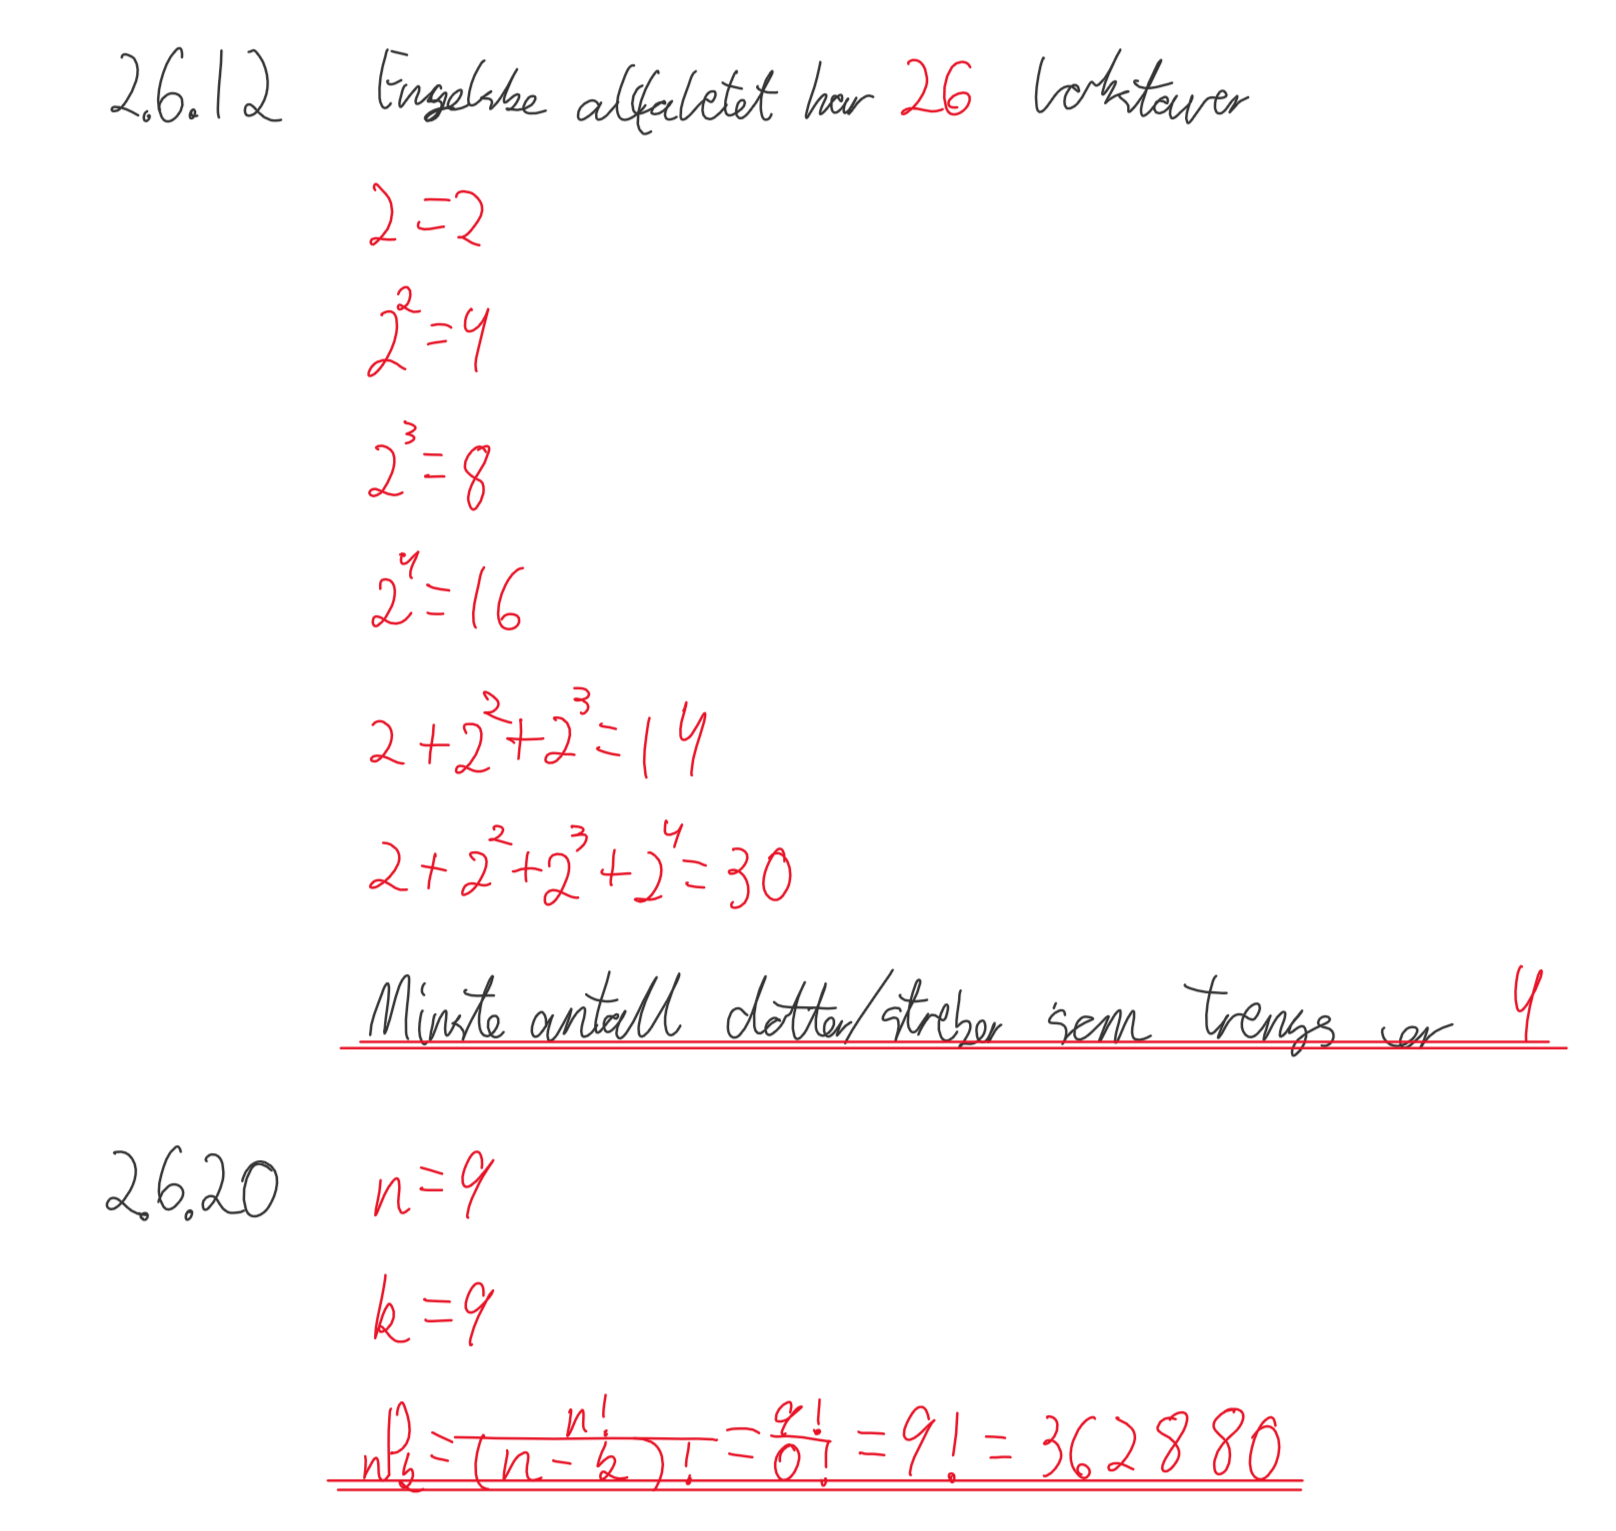 2.6.12 Engelske alfabetet har 26 bokstaver
2=2
2²=4
2³=8
2⁴=16
2+2²+2³=14
2+2²+2³+2⁴=30
Minste antall dotter/streker som trengs er 4
2.6.20 n=9
k=9
nPk=n!/(n-k)!=9!/0!=9!=362880